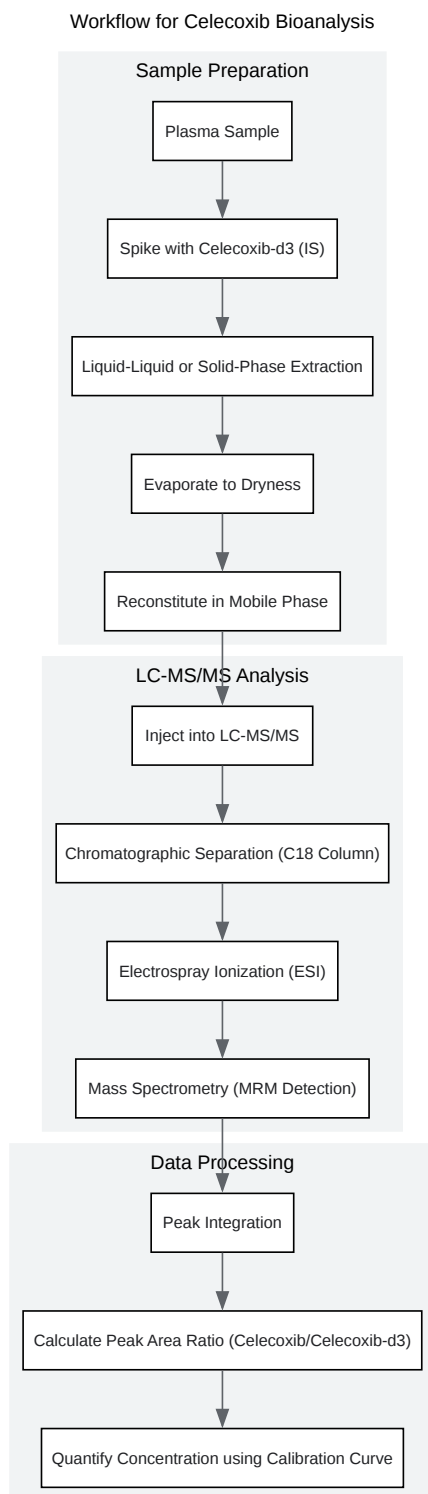 Workflow for Celecoxib Bioanalysis
Sample Preparation
Plasma Sample
Spike with Celecoxib-d3 (IS)
Liquid-Liquid or Solid-Phase Extraction
Evaporate to Dryness
Reconstitute in Mobile Phase
LC-MS/MS Analysis
Inject into LC-MS/MS
Chromatographic Separation (C18 Column)
Electrospray Ionization (ESI)
Mass Spectrometry (MRM Detection)
Data Processing
Peak Integration
Calculate Peak Area Ratio (Celecoxib/Celecoxib-d3)
Quantify Concentration using Calibration Curve